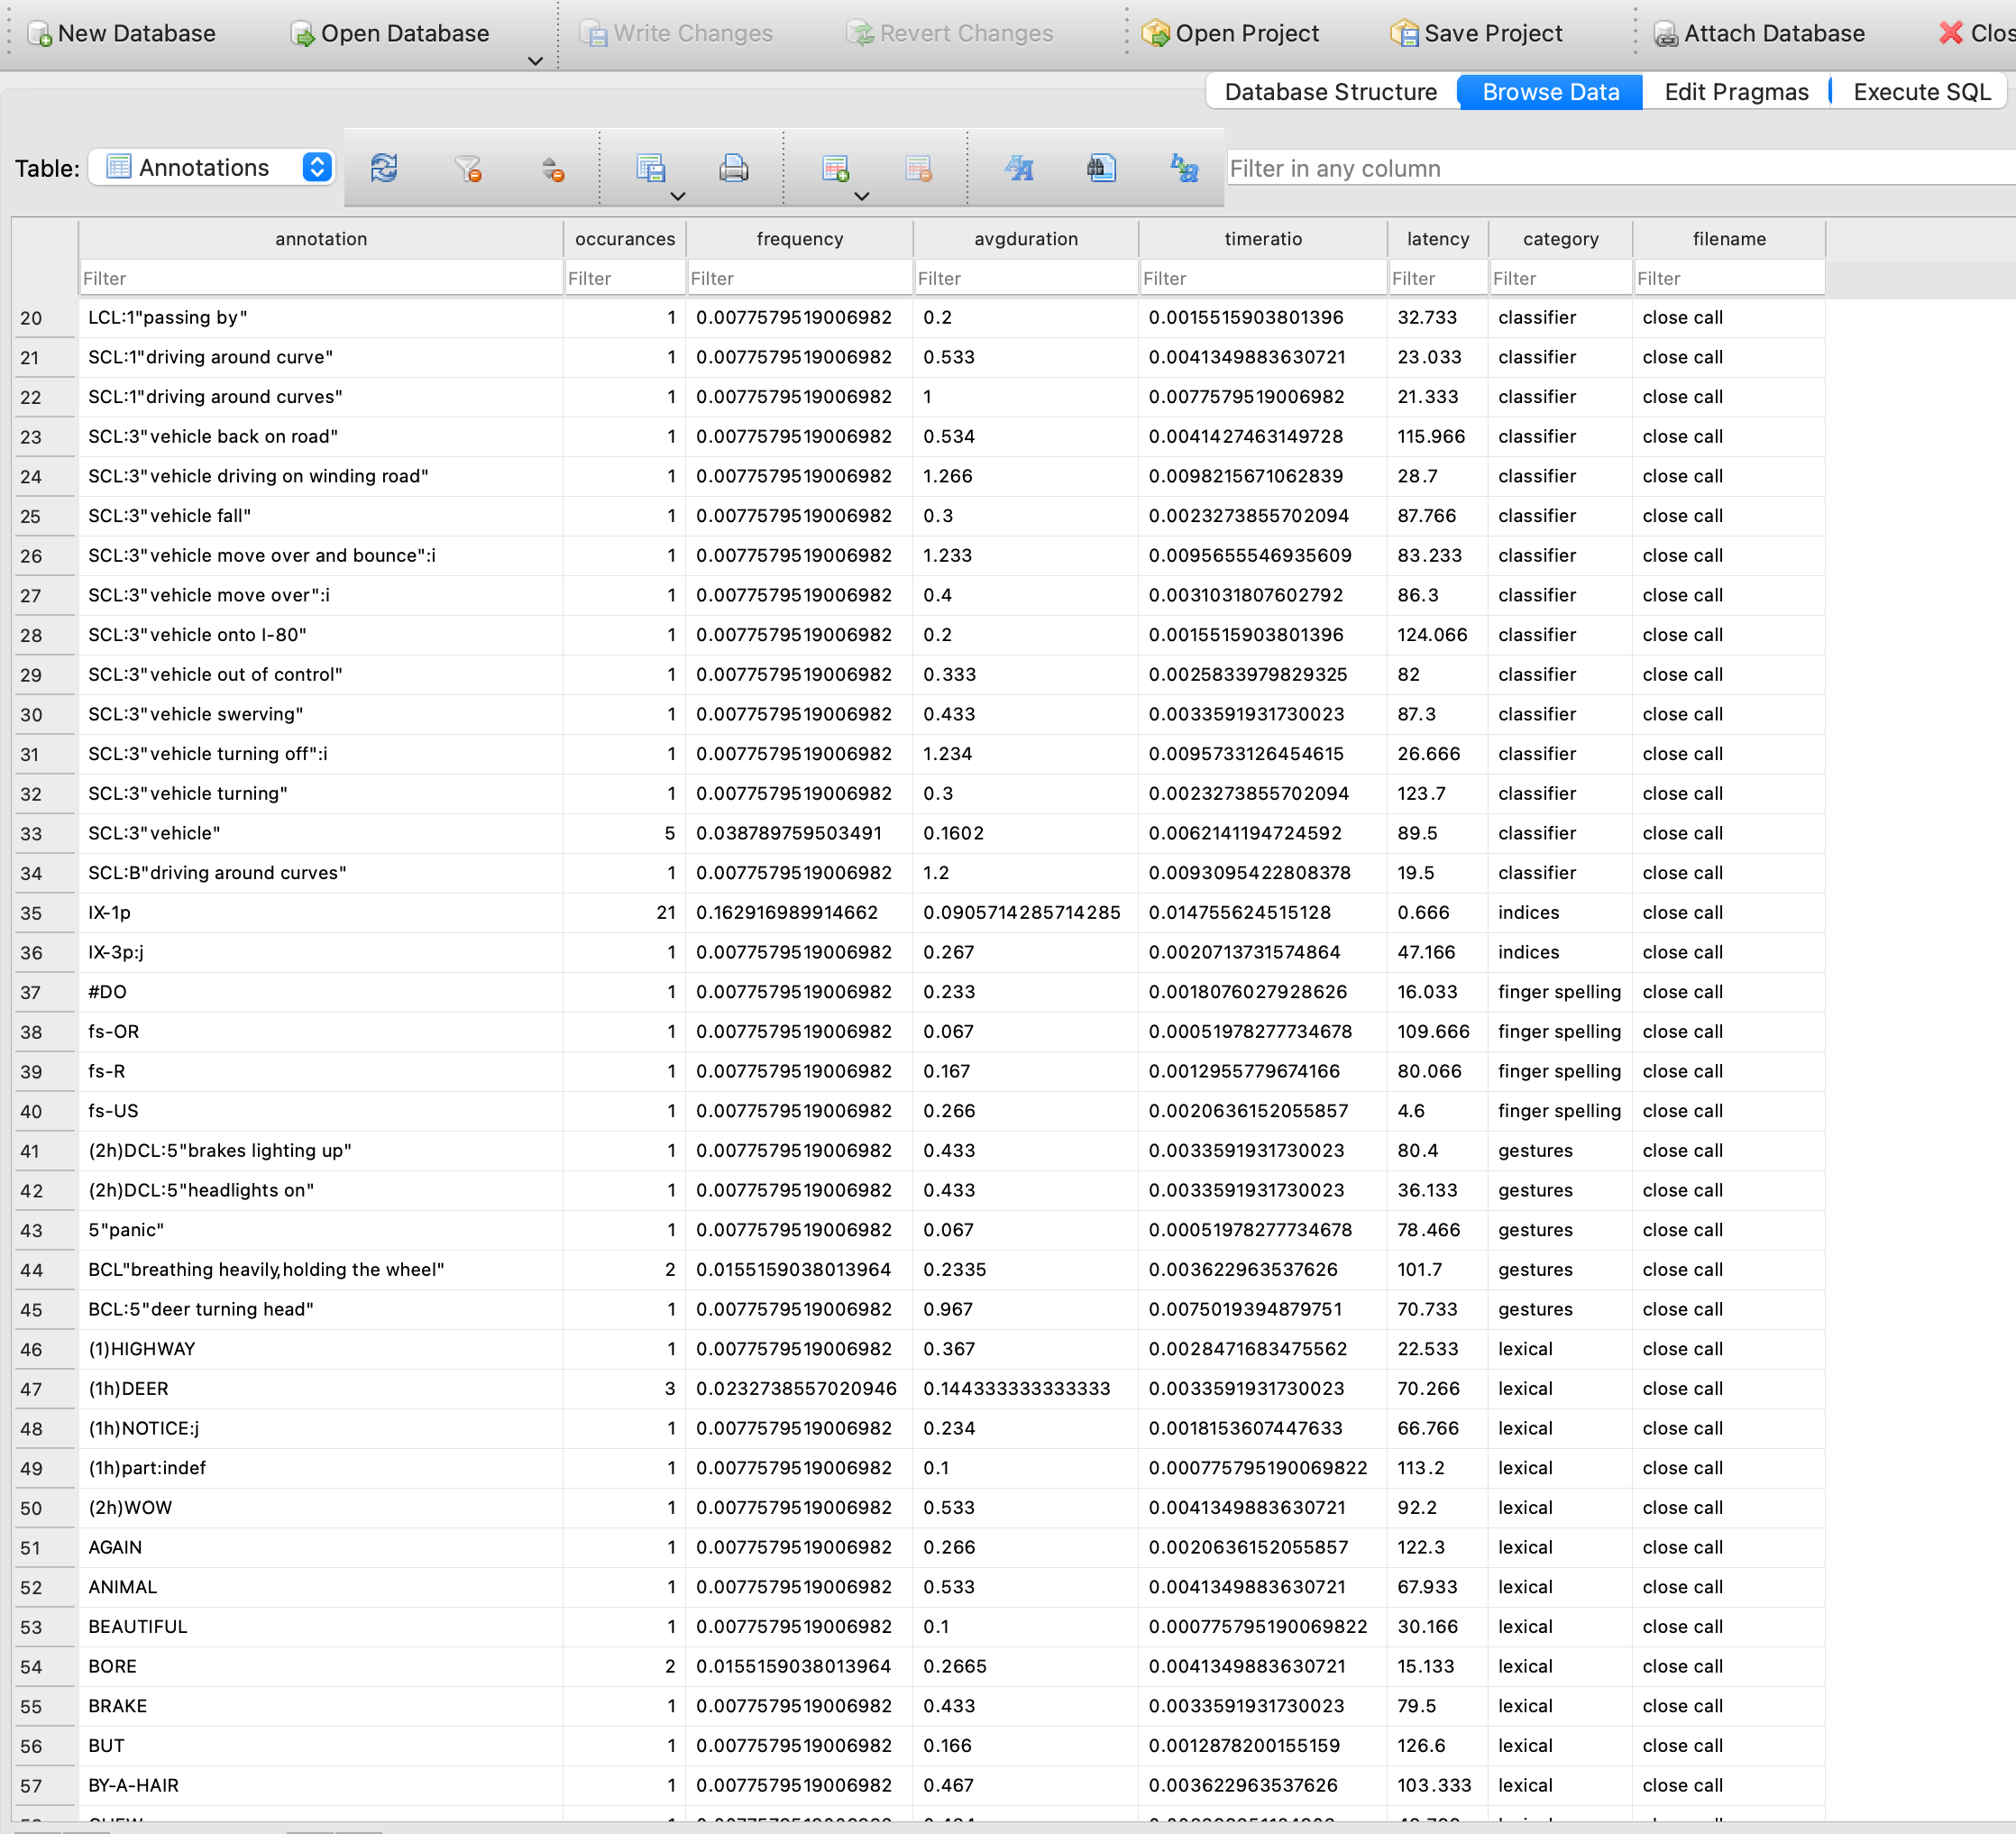 New Database Open Database Write Changes Revert Changes Open Project Save Project Attach Database Clos
Database Structure Browse Data Edit Pragmas Execute SQL
Table: Annotations Filter in any column
annotation occurances frequency avgduration timeratio latency category filename
Filter Filter Filter Filter Filter Filter Filter Filter
20 LCL:1"passing by" 1 0.0077579519006982 0.2 0.0015515903801396 32.733 classifier close call
21 SCL:1"driving around curve" 1 0.0077579519006982 0.533 0.0041349883630721 23.033 classifier close call
22 SCL:1"driving around curves" 1 0.0077579519006982 1 0.0077579519006982 21.333 classifier close call
23 SCL:3"vehicle back on road" 1 0.0077579519006982 0.534 0.0041427463149728 115.966 classifier close call
24 SCL:3"vehicle driving on winding road" 1 0.0077579519006982 1.266 0.0098215671062839 28.7 classifier close call
25 SCL:3"vehicle fall" 1 0.0077579519006982 0.3 0.0023273855702094 87.766 classifier close call
26 SCL:3"vehicle move over and bounce":i 1 0.0077579519006982 1.233 0.0095655546935609 83.233 classifier close call
27 SCL:3"vehicle move over":i 1 0.0077579519006982 0.4 0.0031031807602792 86.3 classifier close call
28 SCL:3"vehicle onto I-80" 1 0.0077579519006982 0.2 0.0015515903801396 124.066 classifier close call
29 SCL:3"vehicle out of control" 1 0.0077579519006982 0.333 0.0025833979829325 82 classifier close call
30 SCL:3"vehicle swerving" 1 0.0077579519006982 0.433 0.0033591931730023 87.3 classifier close call
31 SCL:3"vehicle turning off":i 1 0.0077579519006982 1.234 0.0095733126454615 26.666 classifier close call
32 SCL:3"vehicle turning" 1 0.0077579519006982 0.3 0.0023273855702094 123.7 classifier close call
33 SCL:3"vehicle" 5 0.038789759503491 0.1602 0.0062141194724592 89.5 classifier close call
34 SCL:B"driving around curves" 1 0.0077579519006982 1.2 0.0093095422808378 19.5 classifier close call
35 IX-1p 21 0.162916989914662 0.0905714285714285 0.014755624515128 0.666 indices close call
36 IX-3p:j 1 0.0077579519006982 0.267 0.0020713731574864 47.166 indices close call
37 #DO 1 0.0077579519006982 0.233 0.0018076027928626 16.033 finger spelling close call
38 fs-OR 1 0.0077579519006982 0.067 0.00051978277734678 109.666 finger spelling close call
39 fs-R 1 0.0077579519006982 0.167 0.0012955779674166 80.066 finger spelling close call
40 fs-US 1 0.0077579519006982 0.266 0.0020636152055857 4.6 finger spelling close call
41 (2h)DCL:5"brakes lighting up" 1 0.0077579519006982 0.433 0.0033591931730023 80.4 gestures close call
42 (2h)DCL:5"headlights on" 1 0.0077579519006982 0.433 0.0033591931730023 36.133 gestures close call
43 5"panic" 1 0.0077579519006982 0.067 0.00051978277734678 78.466 gestures close call
44 BCL"breathing heavily,holding the wheel" 2 0.0155159038013964 0.2335 0.003622963537626 101.7 gestures close call
45 BCL:5"deer turning head" 1 0.0077579519006982 0.967 0.0075019394879751 70.733 gestures close call
46 (1)HIGHWAY 1 0.0077579519006982 0.367 0.0028471683475562 22.533 lexical close call
47 (1h)DEER 3 0.0232738557020946 0.144333333333333 0.0033591931730023 70.266 lexical close call
48 (1h)NOTICE:j 1 0.0077579519006982 0.234 0.0018153607447633 66.766 lexical close call
49 (1h)part:indef 1 0.0077579519006982 0.1 0.000775795190069822 113.2 lexical close call
50 (2h)WOW 1 0.0077579519006982 0.533 0.0041349883630721 92.2 lexical close call
51 AGAIN 1 0.0077579519006982 0.266 0.0020636152055857 122.3 lexical close call
52 ANIMAL 1 0.0077579519006982 0.533 0.0041349883630721 67.933 lexical close call
53 BEAUTIFUL 1 0.0077579519006982 0.1 0.000775795190069822 30.166 lexical close call
54 BORE 2 0.0155159038013964 0.2665 0.0041349883630721 15.133 lexical close call
55 BRAKE 1 0.0077579519006982 0.433 0.0033591931730023 79.5 lexical close call
56 BUT 1 0.0077579519006982 0.166 0.0012878200155159 126.6 lexical close call
57 BY-A-HAIR 1 0.0077579519006982 0.467 0.003622963537626 103.333 lexical close call